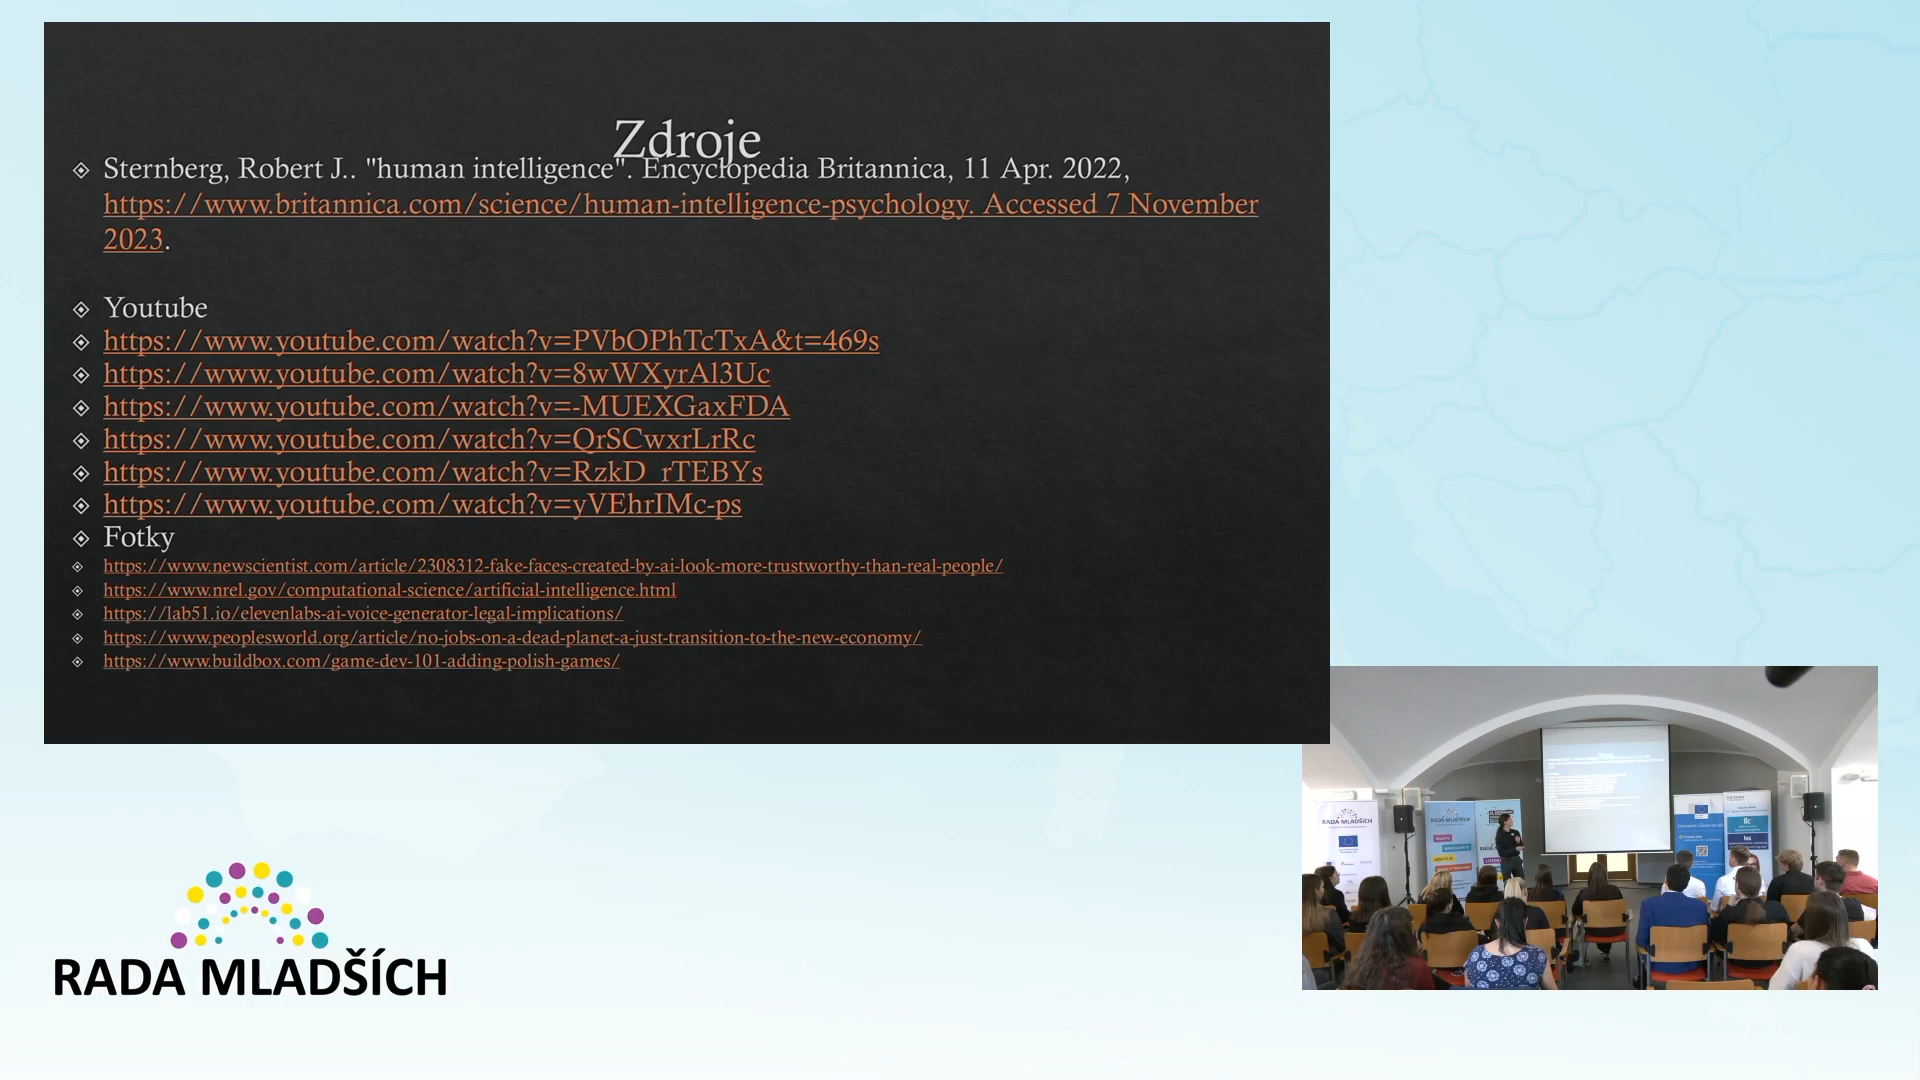 Zdroje
Sternberg, Robert J.. "human intelligence". Encyclopedia Britannica, 11 Apr. 2022,
https://www.britannica.com/science/human-intelligence-psychology. Accessed 7 November
2023.
Youtube
https://www.youtube.com/watch?v=PVbOPhTcTxA&t=469s
https://www.youtube.com/watch?v=8wWXyrAl3Uc
https://www.youtube.com/watch?v=-MUEXGaxFDA
https://www.youtube.com/watch?v=QrSCwxrLrRc
https://www.youtube.com/watch?v=RzkD_rTEBYs
https://www.youtube.com/watch?v=yVEhrIMc-ps
Fotky
https://www.newscientist.com/article/2308312-fake-faces-created-by-ai-look-more-trustworthy-than-real-people/
https://www.nrel.gov/computational-science/artificial-intelligence.html
https://lab51.io/elevenlabs-ai-voice-generator-legal-implications/
https://www.peoplesworld.org/article/no-jobs-on-a-dead-planet-a-just-transition-to-the-new-economy/
https://www.buildbox.com/game-dev-101-adding-polish-games/
RADA MLADŠÍCH
RADA MLADŠÍCH
RADA MLADŠÍCH
Bc